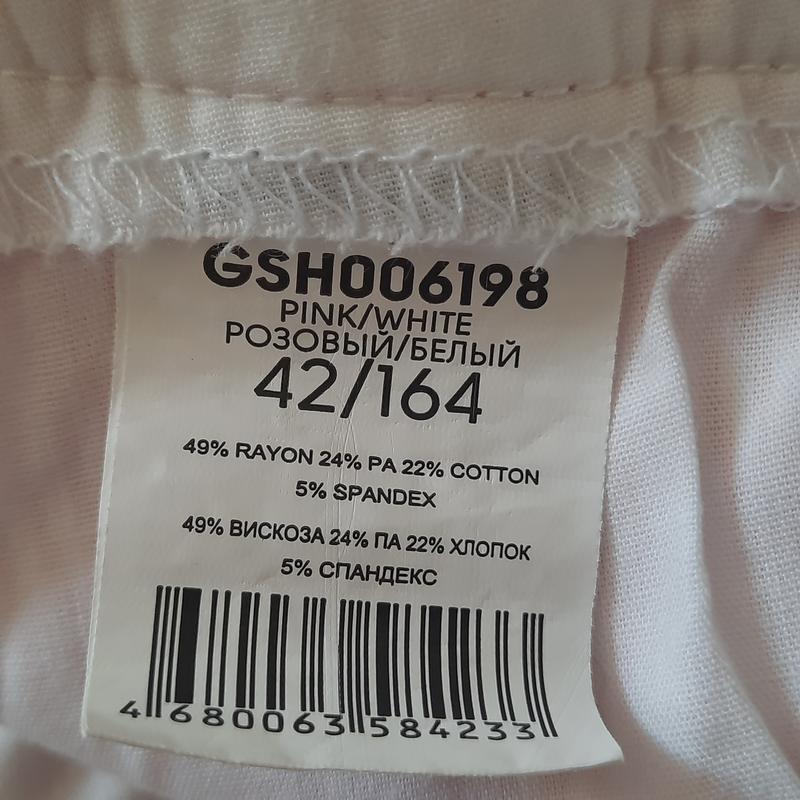 GSH006198
PINK/WHITE
РОЗОВЫЙ/БЕЛЫЙ
42/164
49% RAYON 24% PA 22% COTTON
5% SPANDEX
49% ВИСКОЗА 24% ПА 22% ХЛОПОК
5% СПАНДЕКС
4 680063 584233